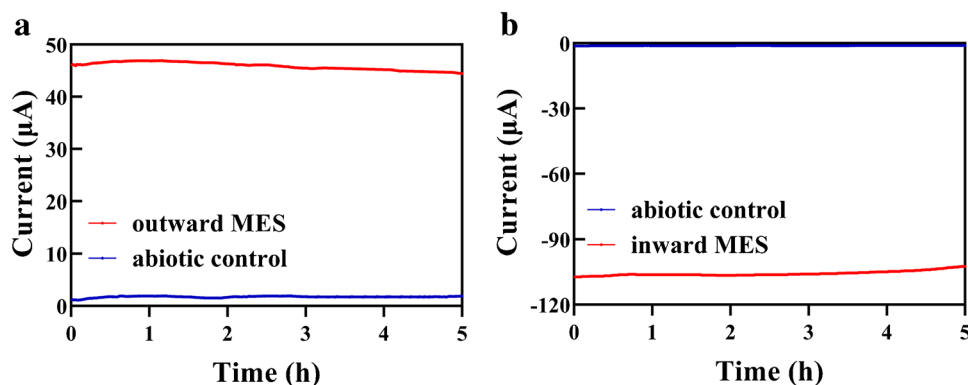 a
50
40
30
20
10
0
Current (μA)
outward MES
abiotic control
0 1 2 3 4 5
Time (h)
b
0
-30
-60
-90
-120
Current (μA)
abiotic control
inward MES
0 1 2 3 4 5
Time (h)